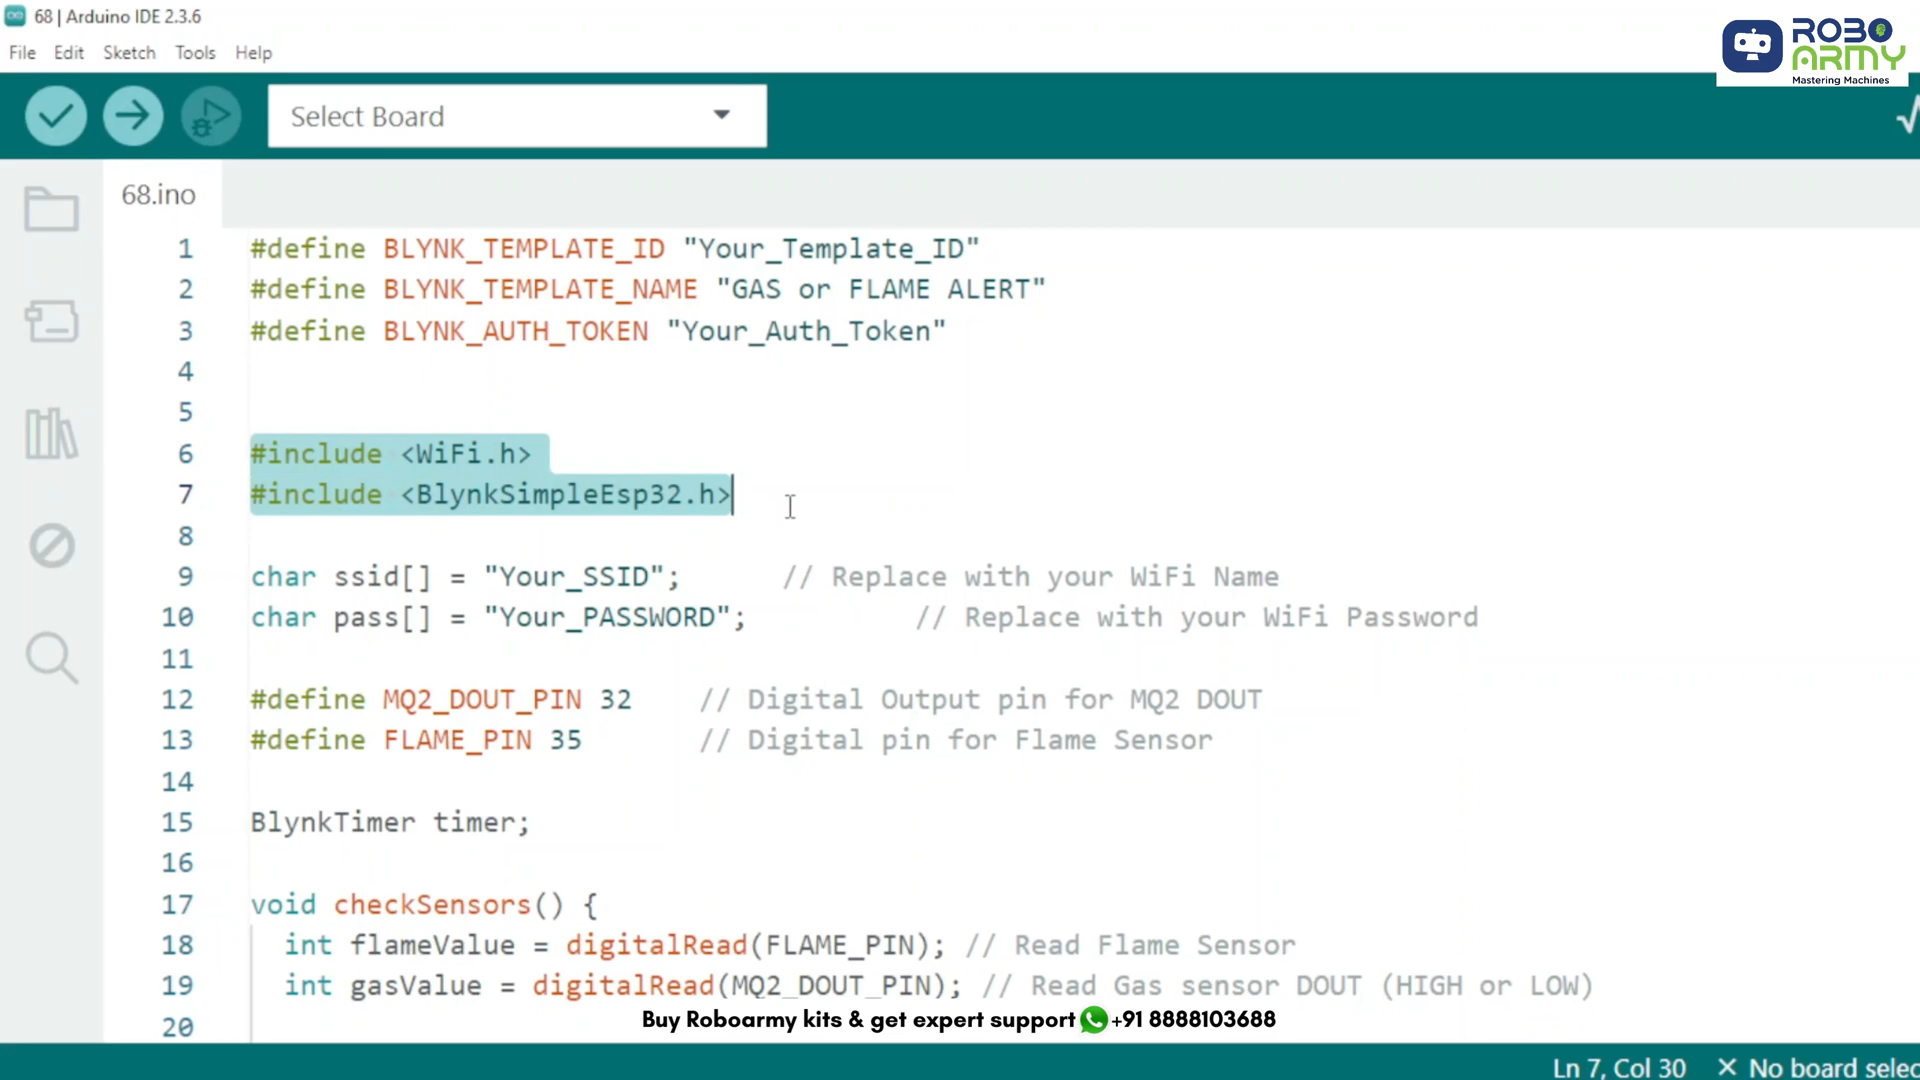 68 | Arduino IDE 2.3.6
File Edit Sketch Tools Help
ROBO
ARMY
Mastering Machines
Select Board
68.ino
1 #define BLYNK_TEMPLATE_ID "Your_Template_ID"
2 #define BLYNK_TEMPLATE_NAME "GAS or FLAME ALERT"
3 #define BLYNK_AUTH_TOKEN "Your_Auth_Token"
4
5
6 #include <WiFi.h>
7 #include <BlynkSimpleEsp32.h>
8
9 char ssid[] = "Your_SSID"; // Replace with your WiFi Name
10 char pass[] = "Your_PASSWORD"; // Replace with your WiFi Password
11
12 #define MQ2_DOUT_PIN 32 // Digital Output pin for MQ2 DOUT
13 #define FLAME_PIN 35 // Digital pin for Flame Sensor
14
15 BlynkTimer timer;
16
17 void checkSensors() {
18 int flameValue = digitalRead(FLAME_PIN); // Read Flame Sensor
19 int gasValue = digitalRead(MQ2_DOUT_PIN); // Read Gas sensor DOUT (HIGH or LOW)
20
Buy Roboarmy kits & get expert support +91 8888103688
Ln 7, Col 30 × No board selec